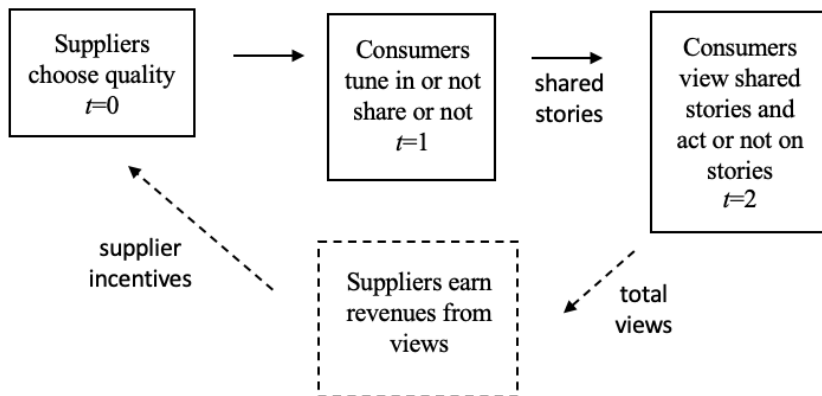 Suppliers
choose quality
t=0
Consumers
tune in or not
share or not
t=1
shared
stories
Consumers
view shared
stories and
act or not on
stories
t=2
total
views
Suppliers earn
revenues from
views
supplier
incentives